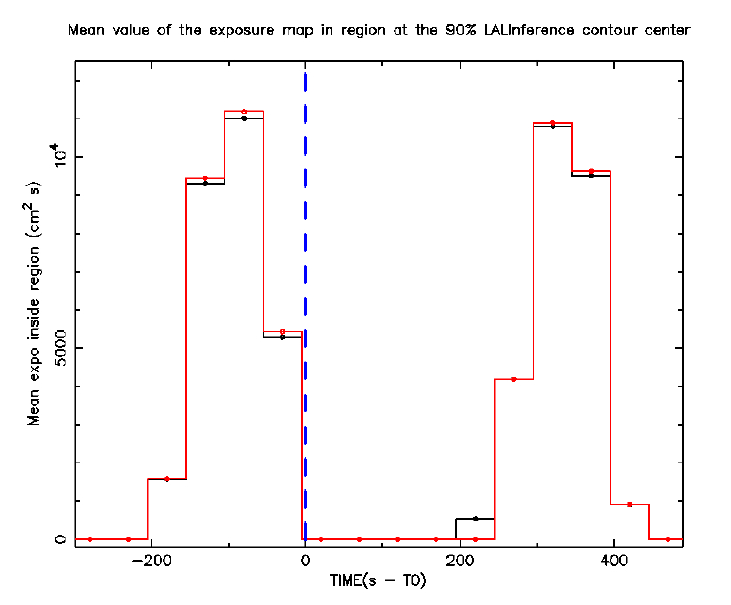 Mean value of the exposure map in region at the 90% LALInference contour center
Mean expo inside region (cm² s)
10⁴
5000
0
−200 0 200 400
TIME(s − T0)